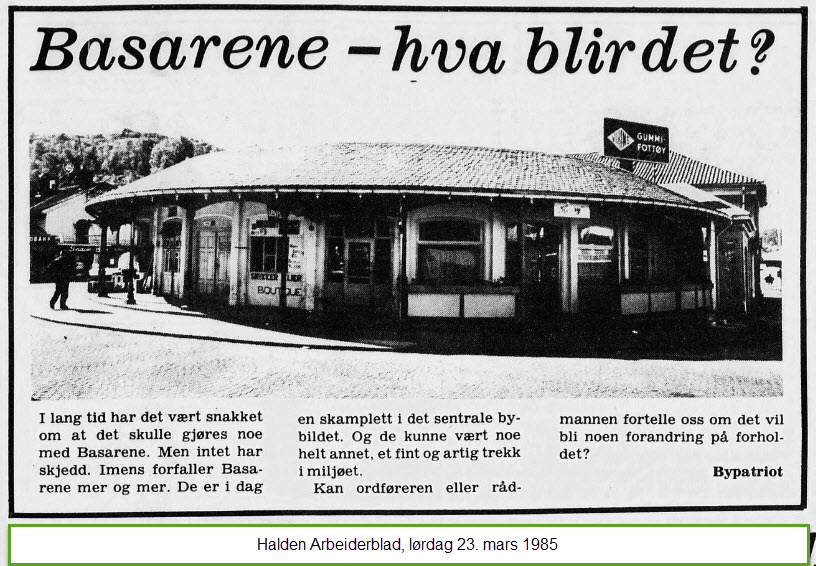 Basarene – hva blir det?
GUMMI-
FOTTØY
BOUTIQUE
I lang tid har det vært snakket
om at det skulle gjøres noe
med Basarene. Men intet har
skjedd. Imens forfaller Basa-
rene mer og mer. De er i dag
en skamplett i det sentrale by-
bildet. Og de kunne vært noe
helt annet, et fint og artig trekk
i miljøet.
Kan ordføreren eller råd-
mannen fortelle oss om det vil
bli noen forandring på forhol-
det?
Bypatriot
Halden Arbeiderblad, lørdag 23. mars 1985